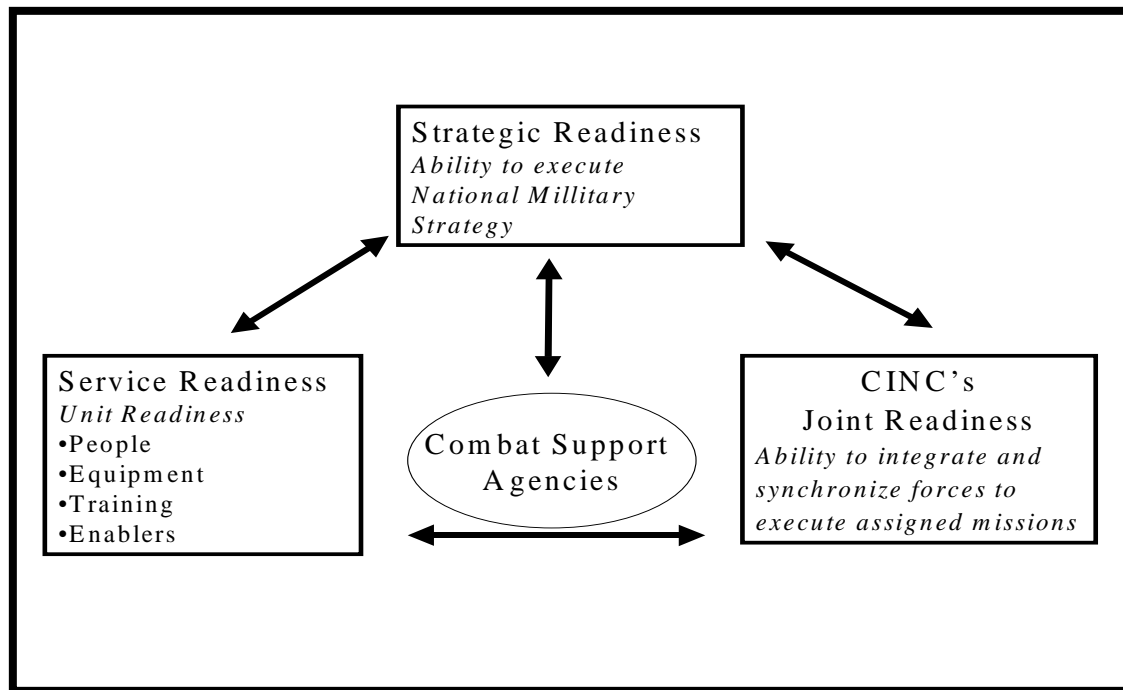 Strategic Readiness
Ability to execute
National Millitary
Strategy
Service Readiness
Unit Readiness
•People
•Equipment
•Training
•Enablers
Combat Support
Agencies
CINC’s
Joint Readiness
Ability to integrate and
synchronize forces to
execute assigned missions